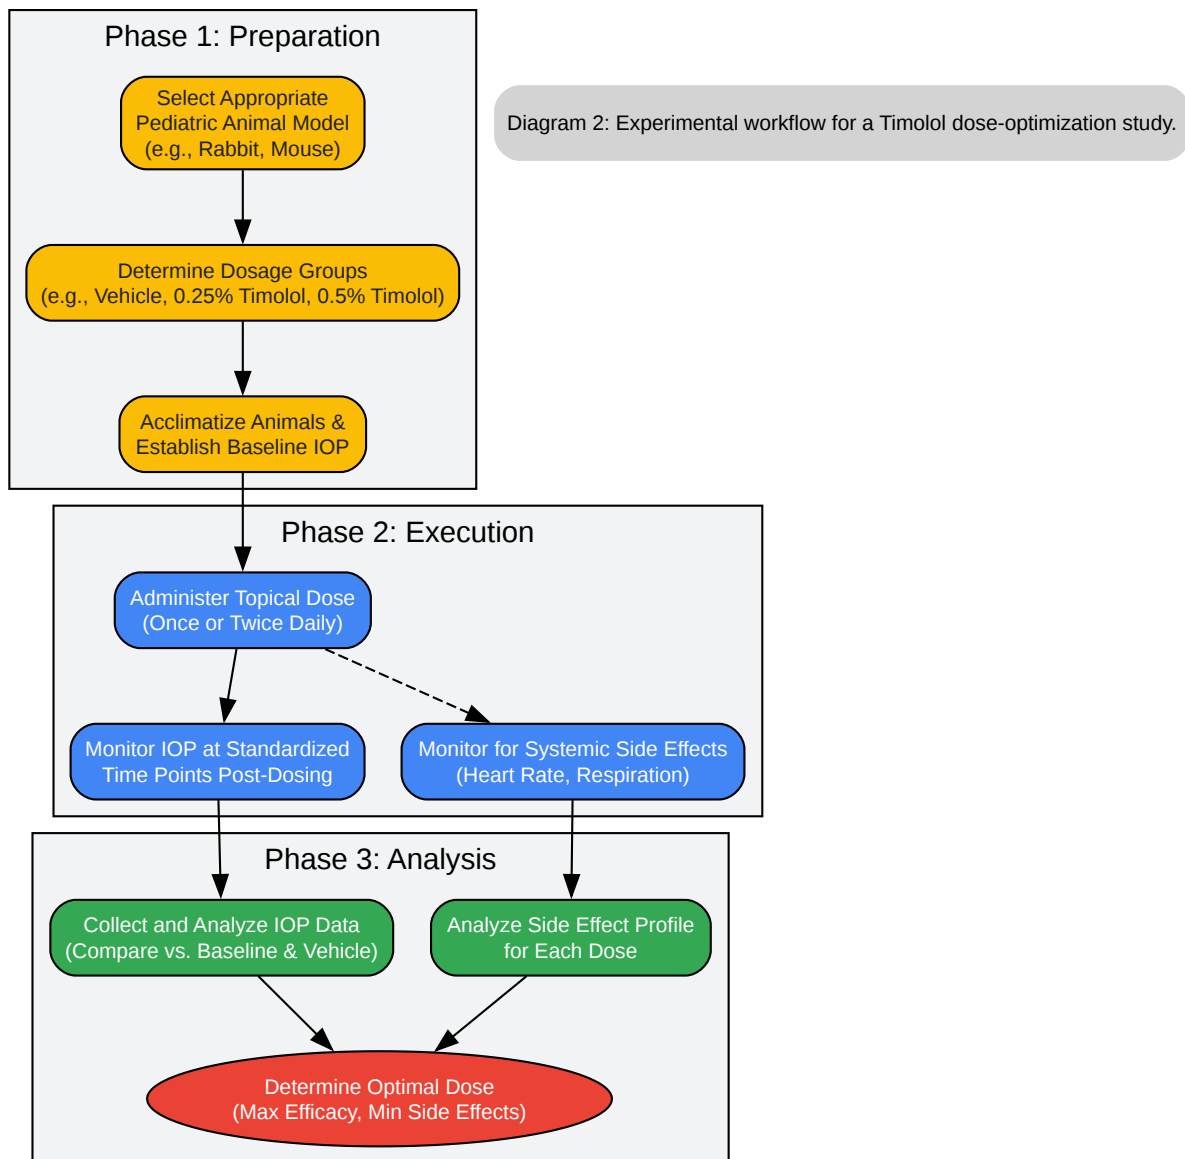 Phase 1: Preparation
Select Appropriate
Pediatric Animal Model
(e.g., Rabbit, Mouse)
Diagram 2: Experimental workflow for a Timolol dose-optimization study.
Determine Dosage Groups
(e.g., Vehicle, 0.25% Timolol, 0.5% Timolol)
Acclimatize Animals &
Establish Baseline IOP
Phase 2: Execution
Administer Topical Dose
(Once or Twice Daily)
Monitor IOP at Standardized
Time Points Post-Dosing
Monitor for Systemic Side Effects
(Heart Rate, Respiration)
Phase 3: Analysis
Collect and Analyze IOP Data
(Compare vs. Baseline & Vehicle)
Analyze Side Effect Profile
for Each Dose
Determine Optimal Dose
(Max Efficacy, Min Side Effects)